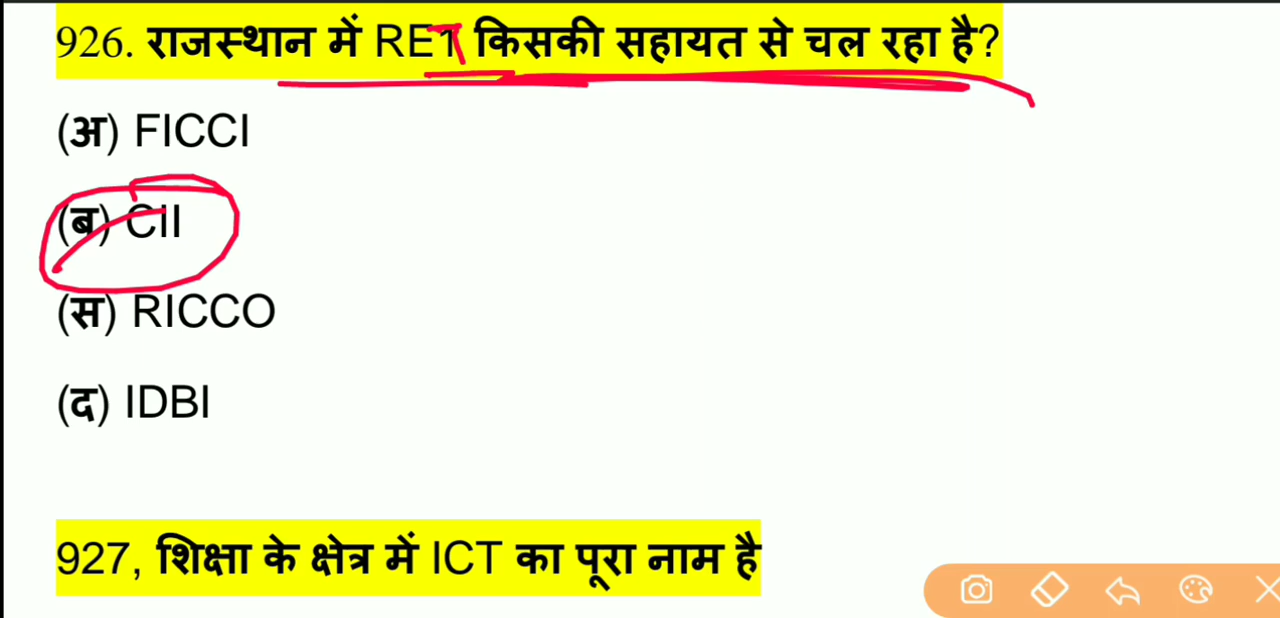 926. राजस्थान में RE1 किसकी सहायत से चल रहा है?
(अ) FICCI
(ब) CII
(स) RICCO
(द) IDBI
927, शिक्षा के क्षेत्र में ICT का पूरा नाम है